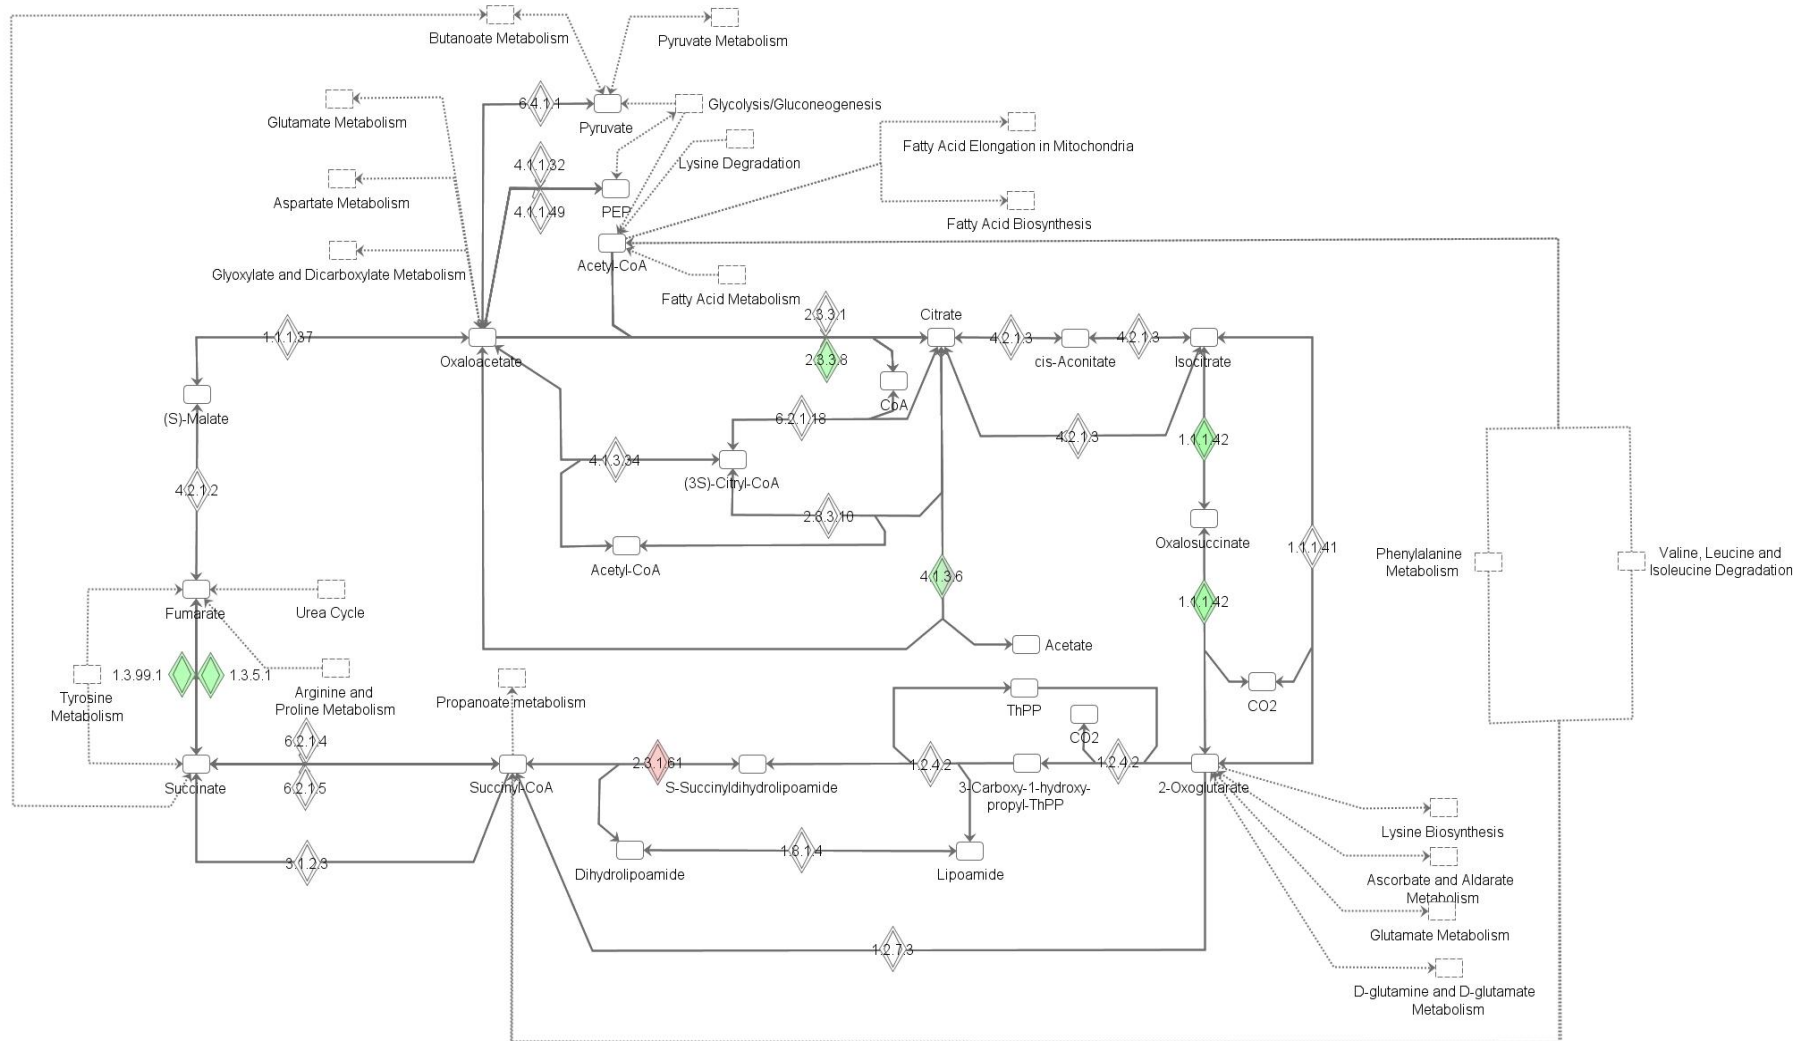 Butanoate Metabolism
Pyruvate Metabolism
6.4.1.1
Pyruvate
Glycolysis/Gluconeogenesis
Glutamate Metabolism
4.1.1.32
Lysine Degradation
Fatty Acid Elongation in Mitochondria
Aspartate Metabolism
4.1.1.49
PEP
Fatty Acid Biosynthesis
Glyoxylate and Dicarboxylate Metabolism
Acetyl-CoA
Fatty Acid Metabolism
2.3.3.1
Citrate
1.1.1.37
Oxaloacetate
2.3.3.8
4.2.1.3
cis-Aconitate
4.2.1.3
Isocitrate
(S)-Malate
CoA
6.2.1.18
4.2.1.3
1.1.1.42
4.1.3.34
(3S)-Citryl-CoA
4.2.1.2
2.3.3.10
Oxalosuccinate
1.1.1.41
Phenylalanine
Metabolism
Valine, Leucine and
Isoleucine Degradation
Acetyl-CoA
4.1.3.6
1.1.1.42
Fumarate
Urea Cycle
Acetate
1.3.99.1
1.3.5.1
Tyrosine
Metabolism
Arginine and
Proline Metabolism
Propanoate metabolism
ThPP
CO2
CO2
6.2.1.4
Succinate
6.2.1.5
Succinyl-CoA
2.3.1.61
S-Succinyldihydrolipoamide
1.2.4.2
3-Carboxy-1-hydroxy-
propyl-ThPP
1.2.4.2
2-Oxoglutarate
Lysine Biosynthesis
3.1.2.3
Dihydrolipoamide
1.8.1.4
Lipoamide
Ascorbate and Aldarate
Metabolism
Glutamate Metabolism
1.2.7.3
D-glutamine and D-glutamate
Metabolism